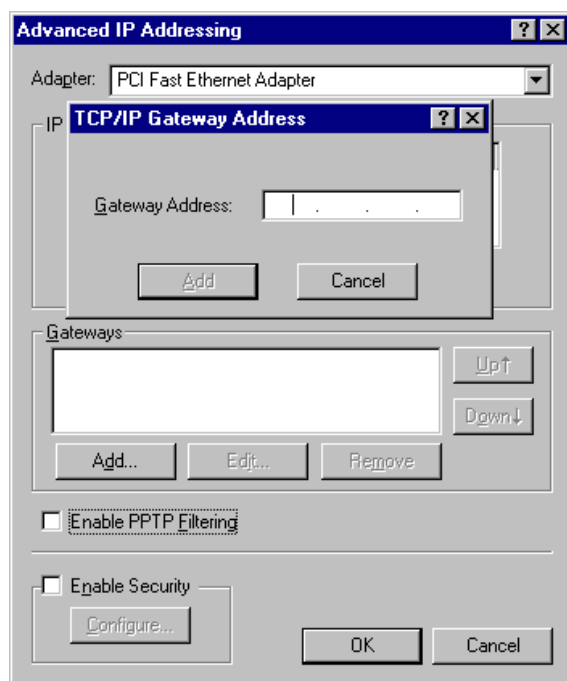 Advanced IP Addressing
Adapter: PCI Fast Ethernet Adapter
IP
TCP/IP Gateway Address
Gateway Address: . . .
Add Cancel
Gateways
Up↑
Down↓
Add... Edit... Remove
Enable PPTP Filtering
Enable Security
Configure...
OK Cancel